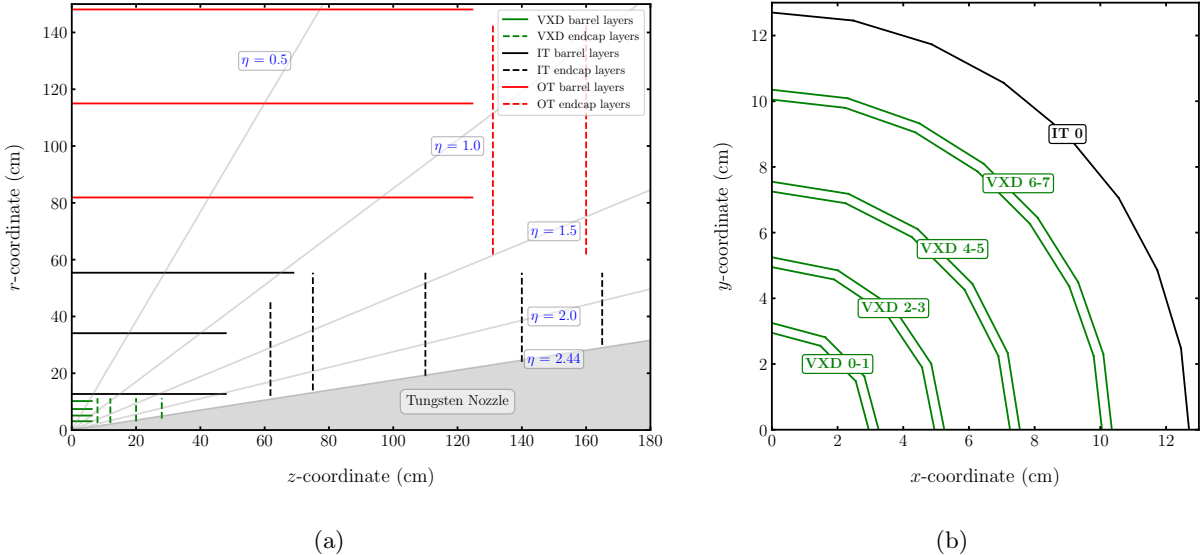 140
120
100
80
60
40
20
0
r-coordinate (cm)
0 20 40 60 80 100 120 140 160 180
z-coordinate (cm)
η = 0.5
η = 1.0
η = 1.5
η = 2.0
η = 2.44
Tungsten Nozzle
VXD barrel layers
VXD endcap layers
IT barrel layers
IT endcap layers
OT barrel layers
OT endcap layers
(a)
12
10
8
6
4
2
0
y-coordinate (cm)
0 2 4 6 8 10 12
x-coordinate (cm)
IT 0
VXD 6-7
VXD 4-5
VXD 2-3
VXD 0-1
(b)